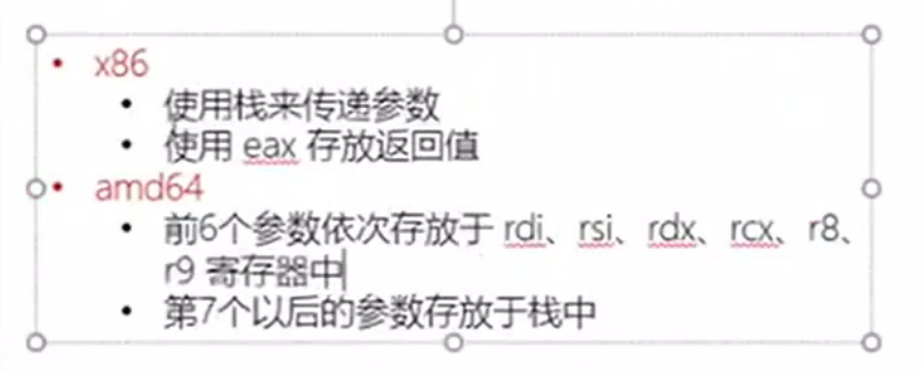 • x86
• 使用栈来传递参数
• 使用 eax 存放返回值
• amd64
• 前6个参数依次存放于 rdi、rsi、rdx、rcx、r8、
r9 寄存器中
• 第7个以后的参数存放于栈中